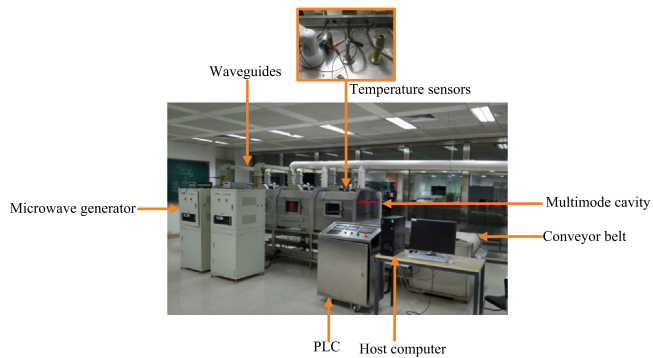 Waveguides
Temperature sensors
Microwave generator
Multimode cavity
Conveyor belt
PLC
Host computer